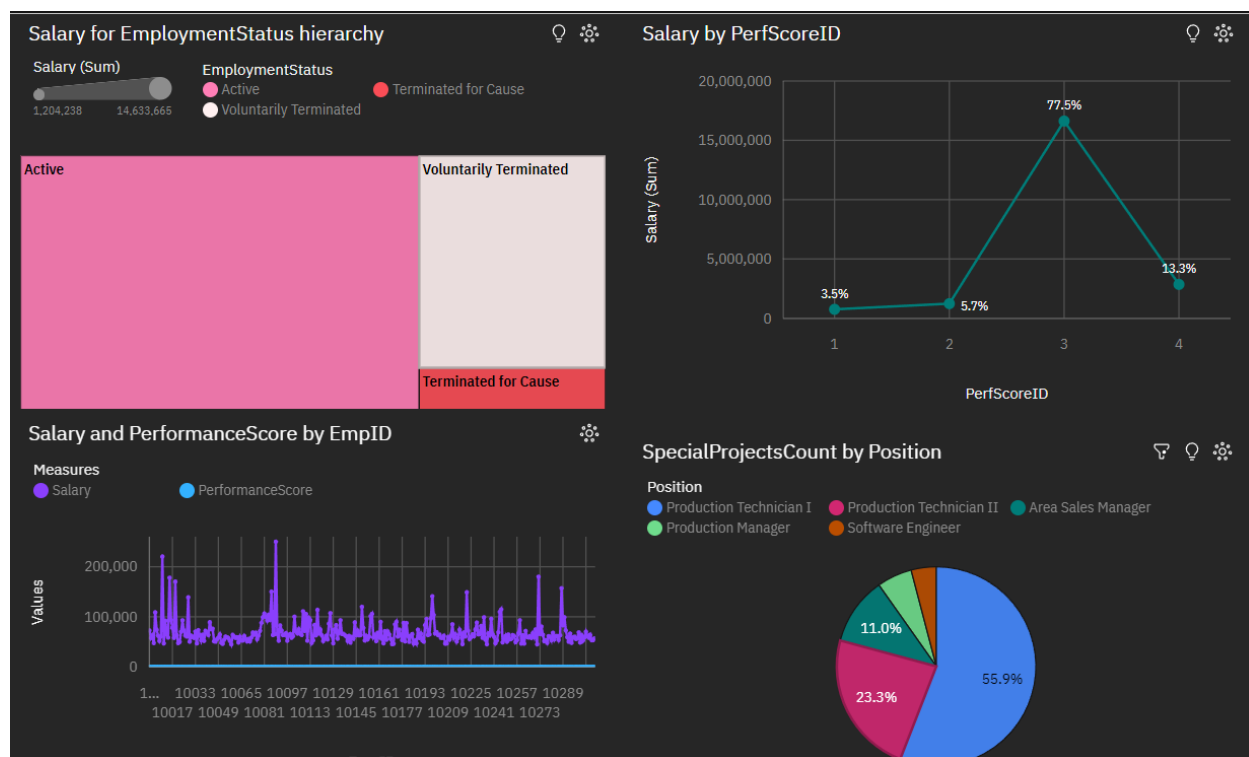 Salary for EmploymentStatus hierarchy
Salary (Sum)
1,204,238 14,633,665
EmploymentStatus
Active Terminated for Cause
Voluntarily Terminated
Active
Voluntarily Terminated
Terminated for Cause
Salary by PerfScoreID
Salary (Sum)
20,000,000
15,000,000
10,000,000
5,000,000
0
3.5%
5.7%
77.5%
13.3%
1 2 3 4
PerfScoreID
Salary and PerformanceScore by EmpID
Measures
Salary PerformanceScore
Values
200,000
100,000
0
1... 10033 10065 10097 10129 10161 10193 10225 10257 10289
10017 10049 10081 10113 10145 10177 10209 10241 10273
SpecialProjectsCount by Position
Position
Production Technician I Production Technician II Area Sales Manager
Production Manager Software Engineer
11.0%
55.9%
23.3%